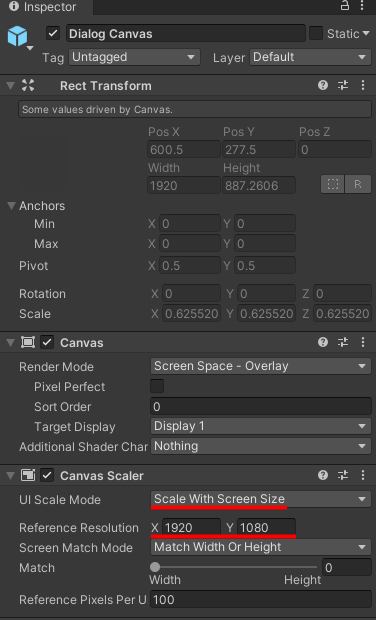 Inspector
Dialog Canvas Static
Tag Untagged Layer Default
Rect Transform
Some values driven by Canvas.
Pos X Pos Y Pos Z
600.5 277.5 0
Width Height
1920 887.2606 R
Anchors
Min X 0 Y 0
Max X 0 Y 0
Pivot X 0.5 Y 0.5
Rotation X 0 Y 0 Z 0
Scale X 0.625520 Y 0.625520 Z 0.625520
Canvas
Render Mode Screen Space - Overlay
Pixel Perfect
Sort Order 0
Target Display Display 1
Additional Shader Char Nothing
Canvas Scaler
UI Scale Mode Scale With Screen Size
Reference Resolution X 1920 Y 1080
Screen Match Mode Match Width Or Height
Match 0
Width Height
Reference Pixels Per U 100